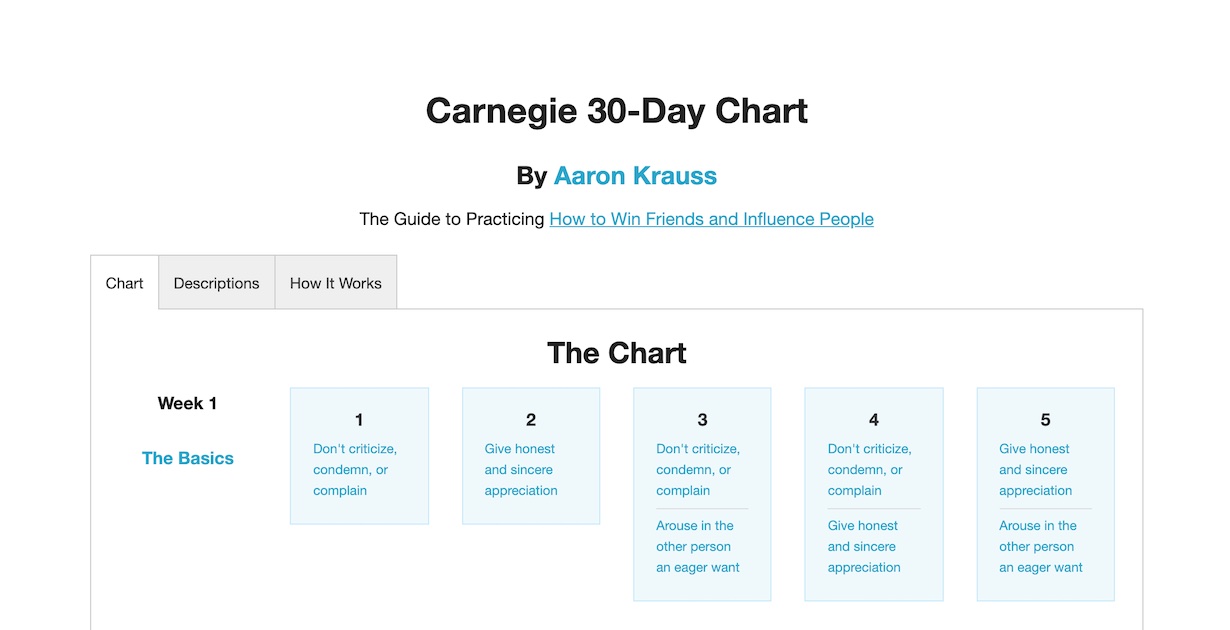 Carnegie 30-Day Chart
By Aaron Krauss
The Guide to Practicing How to Win Friends and Influence People
Chart
Descriptions
How It Works
The Chart
Week 1
The Basics
1
Don't criticize,
condemn, or
complain
2
Give honest
and sincere
appreciation
3
Don't criticize,
condemn, or
complain
Arouse in the
other person
an eager want
4
Don't criticize,
condemn, or
complain
Give honest
and sincere
appreciation
5
Give honest
and sincere
appreciation
Arouse in the
other person
an eager want